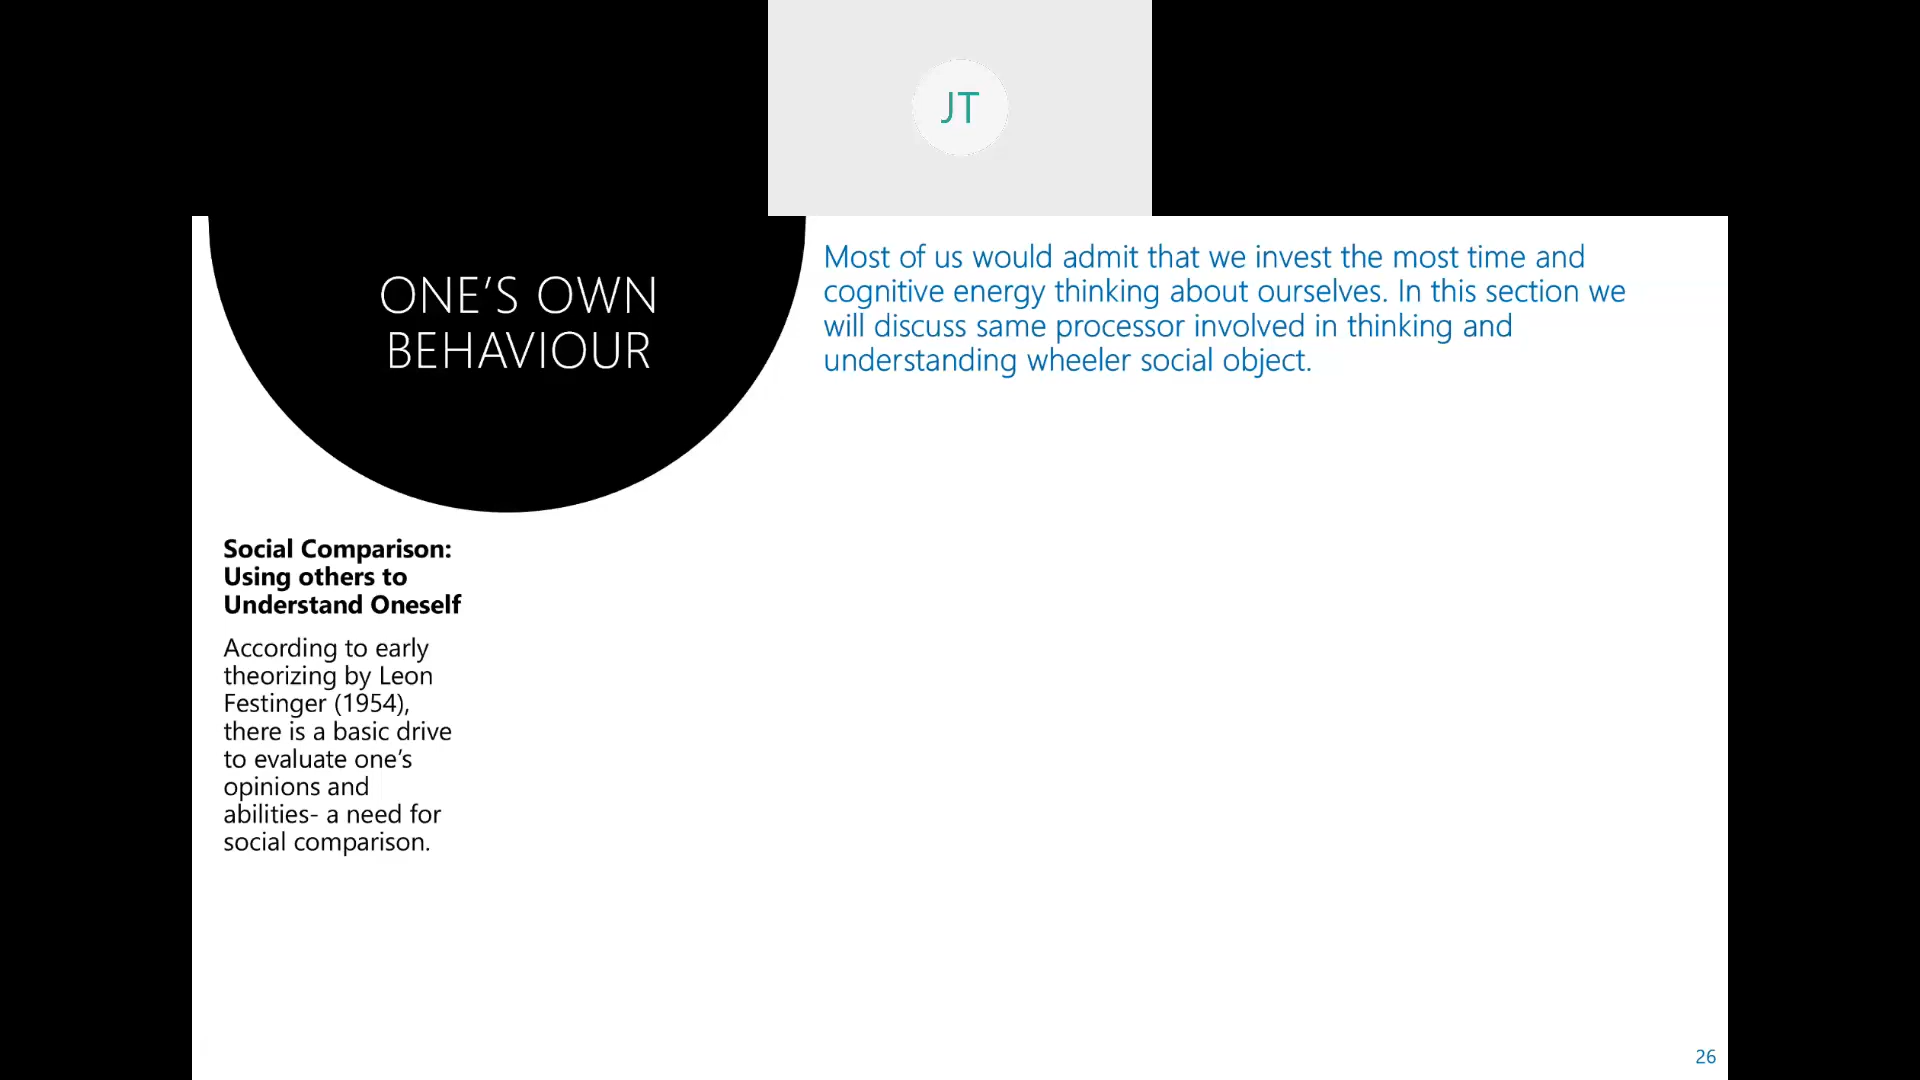 JT
ONE’S OWN
BEHAVIOUR
Most of us would admit that we invest the most time and
cognitive energy thinking about ourselves. In this section we
will discuss same processor involved in thinking and
understanding wheeler social object.
Social Comparison:
Using others to
Understand Oneself
According to early
theorizing by Leon
Festinger (1954),
there is a basic drive
to evaluate one’s
opinions and
abilities- a need for
social comparison.
26